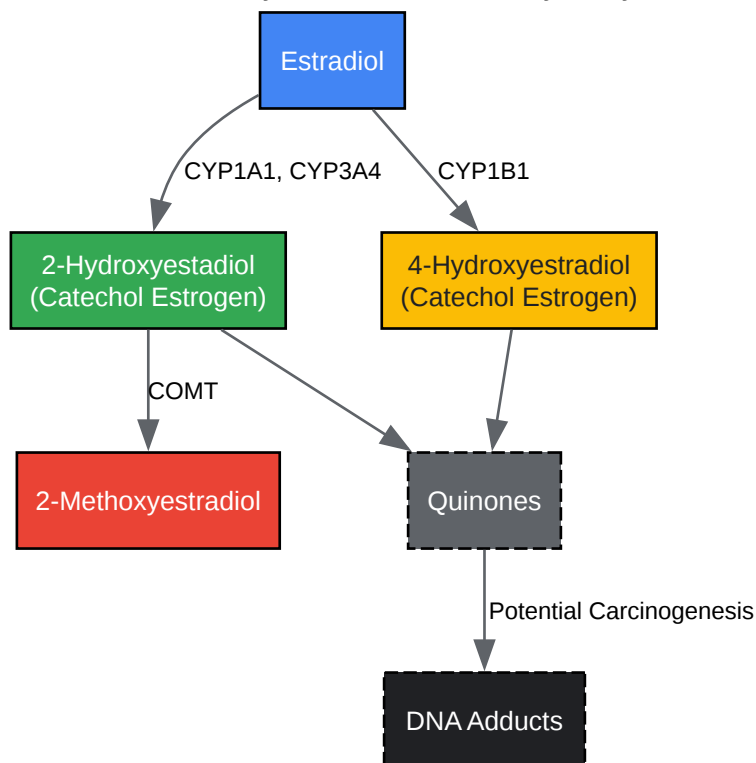 Estradiol
CYP1A1, CYP3A4
CYP1B1
2-Hydroxyestadiol
(Catechol Estrogen)
4-Hydroxyestradiol
(Catechol Estrogen)
COMT
2-Methoxyestradiol
Quinones
Potential Carcinogenesis
DNA Adducts